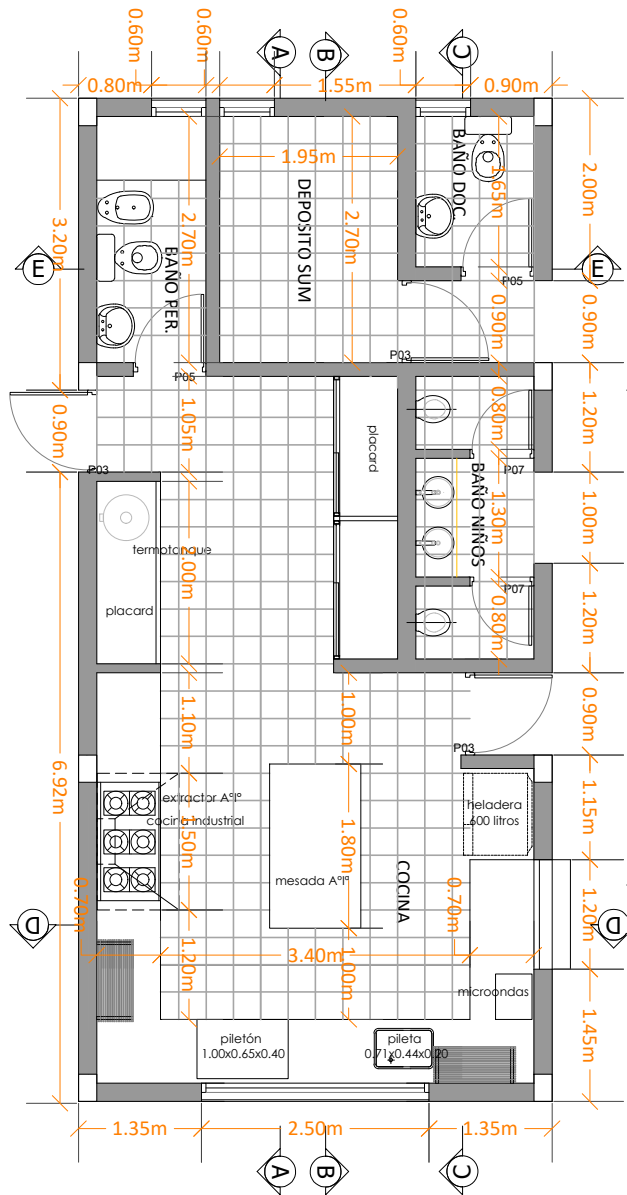 0.60m
0.60m
A
B
0.60m
C
0.80m
1.55m
0.90m
BAÑO DOC.
1.65m
2.00m
1.95m
DEPOSITO SUM
2.70m
2.70m
BAÑO PER.
3.20m
E
E
P05
0.90m
0.90m
P03
P05
0.80m
1.20m
1.05m
0.90m
placard
P03
P07
BAÑO NIÑOS
1.30m
1.00m
termotanque
2.00m
placard
P07
0.80m
1.20m
1.00m
0.90m
1.10m
P03
6.92m
extractor AºIº
cocina industrial
1.50m
heladera
600 litros
1.15m
1.80m
mesada AºIº
COCINA
0.70m
0.70m
1.20m
D
D
1.20m
3.40m
1.00m
microondas
1.45m
piletón
1.00x0.65x0.40
pileta
0.71x0.44x0.20
1.35m
2.50m
1.35m
A
B
C